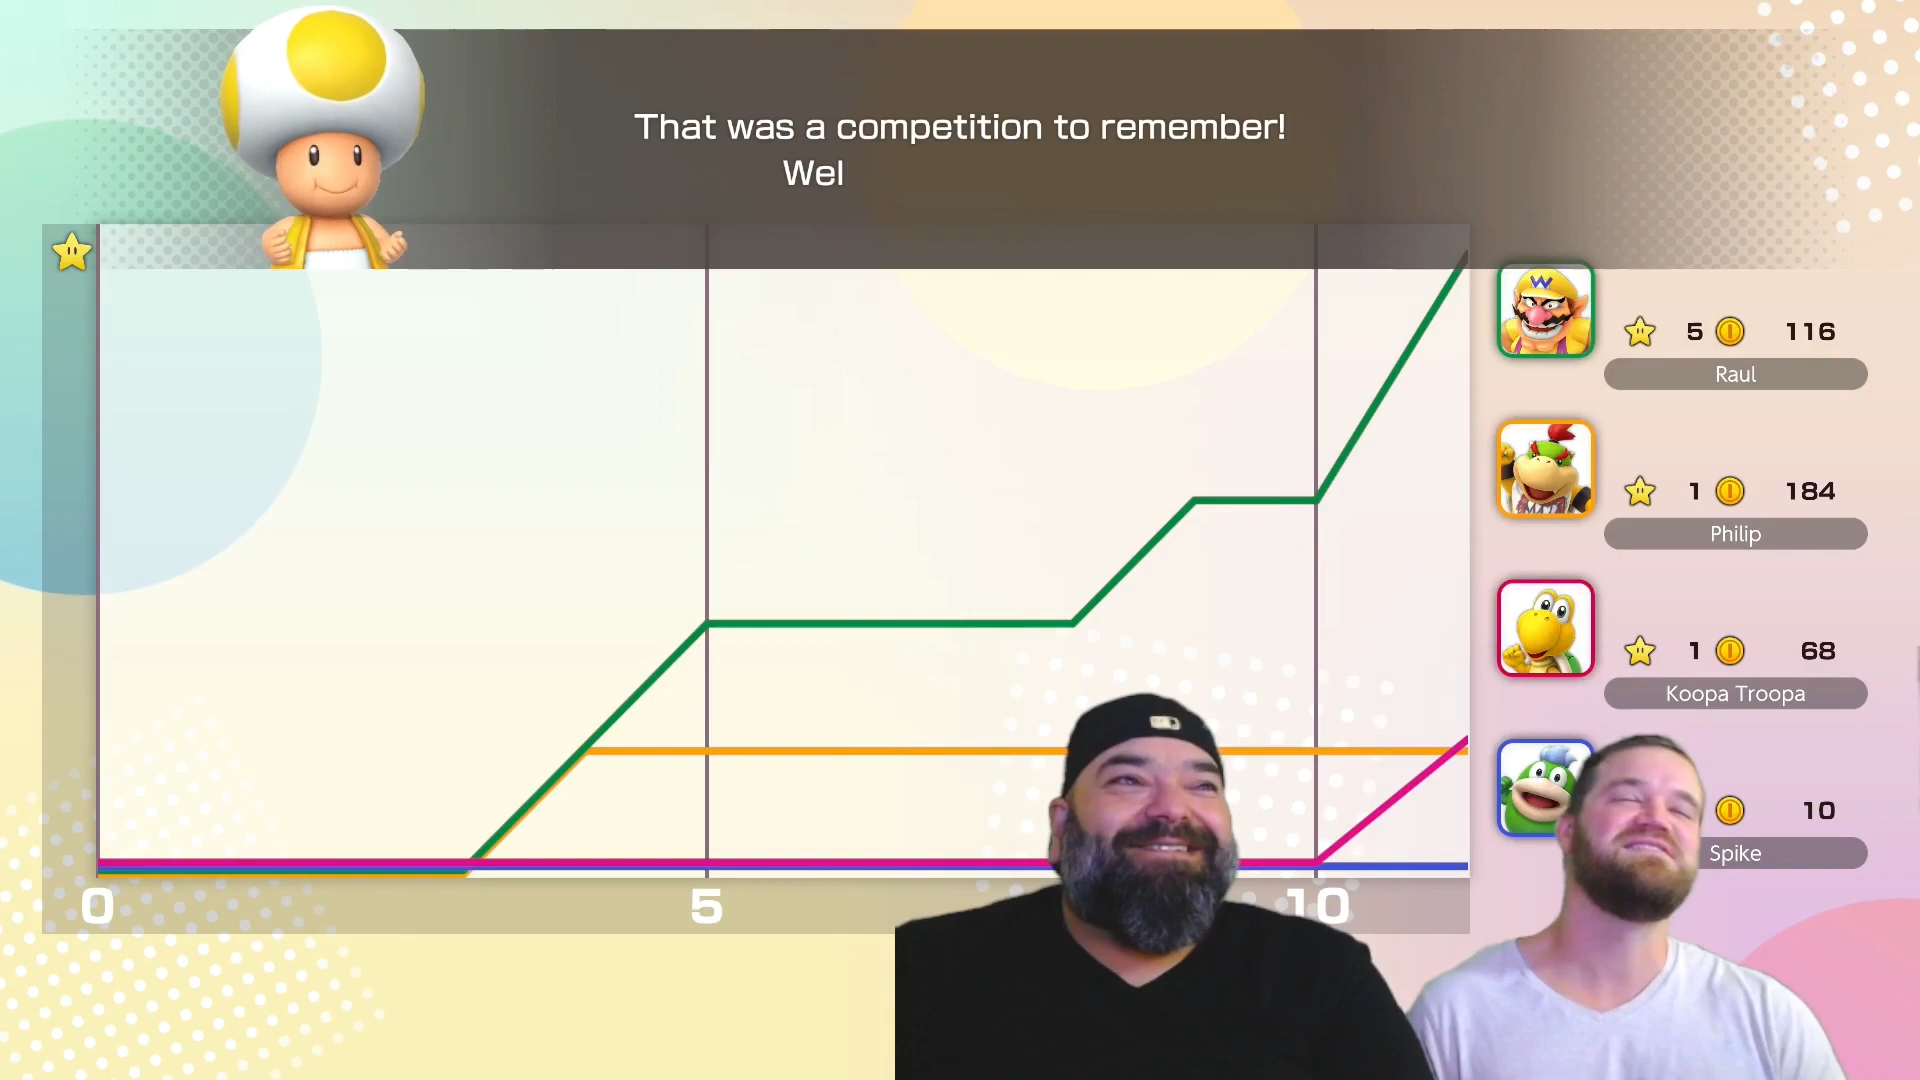 That was a competition to remember!
Wel
5 116
Raul
1 184
Philip
1 68
Koopa Troopa
10
Spike
0 5 10